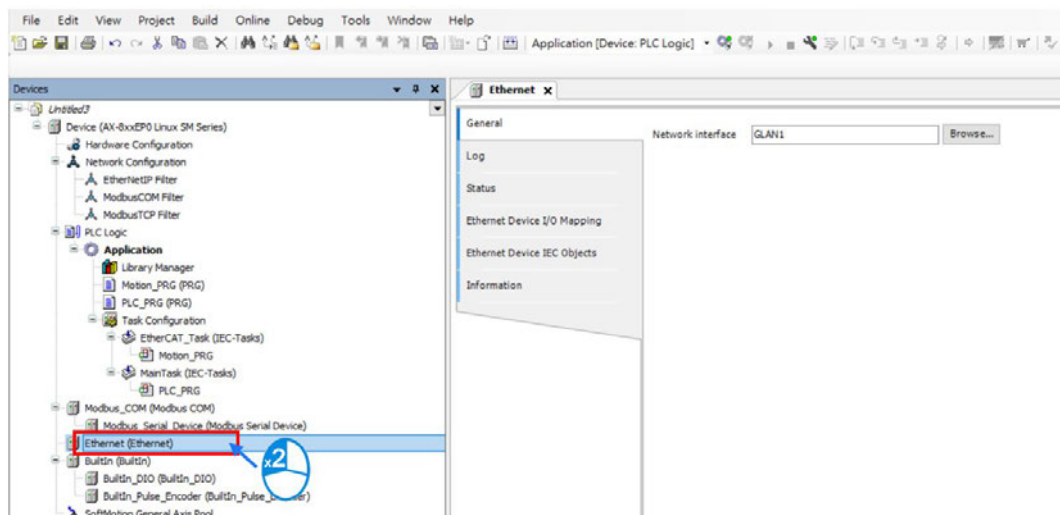 File Edit View Project Build Online Debug Tools Window Help
Application [Device: PLC Logic]
Devices
Untitled3
Device (AX-8xxEP0 Linux SM Series)
Hardware Configuration
Network Configuration
EtherNetIP Filter
ModbusCOM Filter
ModbusTCP Filter
PLC Logic
Application
Library Manager
Motion_PRG (PRG)
PLC_PRG (PRG)
Task Configuration
EtherCAT_Task (IEC-Tasks)
Motion_PRG
MainTask (IEC-Tasks)
PLC_PRG
Modbus_COM (Modbus COM)
Modbus_Serial_Device (Modbus Serial Device)
Ethernet (Ethernet)
x2
BuiltIn (BuiltIn)
BuiltIn_DIO (BuiltIn_DIO)
BuiltIn_Pulse_Encoder
SoftMotion General Axis Pool
Ethernet
General
Log
Status
Ethernet Device I/O Mapping
Ethernet Device IEC Objects
Information
Network interface GLAN1 Browse...